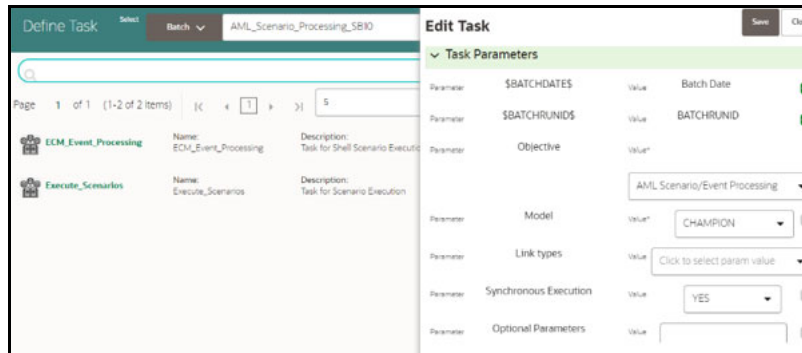 Define Task Select Batch AML_Scenario_Processing_SB10
Page 1 of 1 (1-2 of 2 items) 1 5
ECM_Event_Processing
Name:
ECM_Event_Processing
Description:
Task for Shell Scenario Executio
Execute_Scenarios
Name:
Execute_Scenarios
Description:
Task for Scenario Execution
Edit Task Save Clo
Task Parameters
Parameter $BATCHDATE$ Value Batch Date
Parameter $BATCHRUNID$ Value BATCHRUNID
Parameter Objective Value*
AML Scenario/Event Processing
Parameter Model Value* CHAMPION
Parameter Link types Value Click to select param value
Parameter Synchronous Execution Value YES
Parameter Optional Parameters Value